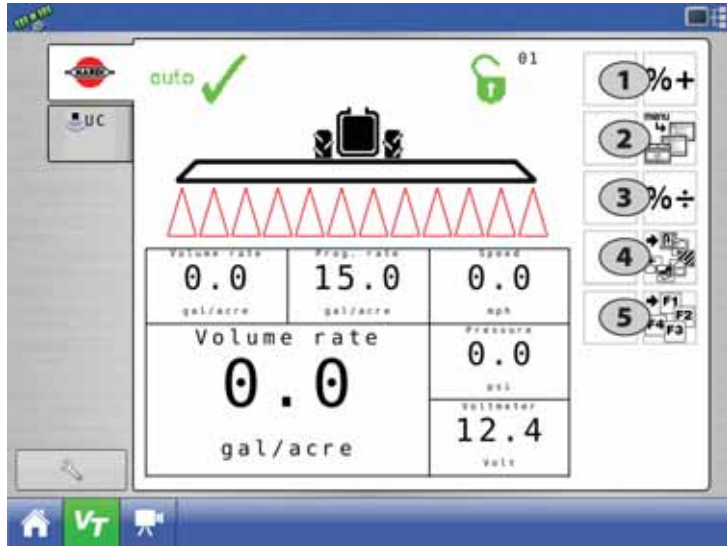 HARDI
UC
auto
01
1 %+
2 menu
3 %÷
4
5 F1
F2
F4 F3
Volume rate
0.0
gal/acre
Prog. rate
15.0
gal/acre
Speed
0.0
mph
Volume rate
0.0
gal/acre
Pressure
0.0
psi
Voltmeter
12.4
Volt
VT